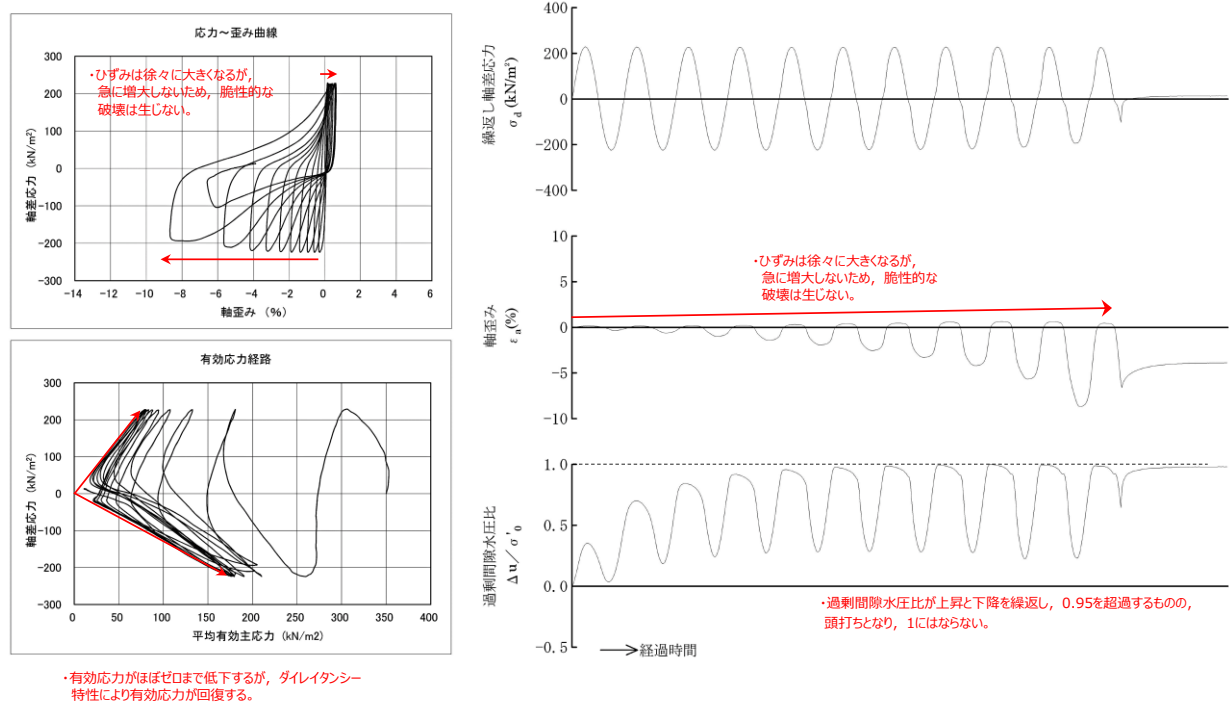 応力～歪み曲線
・ひずみは徐々に大きくなるが，
急に増大しないため，脆性的な
破壊は生じない。
300
200
100
0
-100
-200
-300
軸差応力（kN/m²）
-14 -12 -10 -8 -6 -4 -2 0 2 4 6
軸歪み （％）
有効応力経路
300
200
100
0
-100
-200
-300
軸差応力（kN/m²）
0 50 100 150 200 250 300 350 400
平均有効主応力（kN/m2）
・有効応力がほぼゼロまで低下するが，ダイレイタンシー
特性により有効応力が回復する。
400
200
0
−200
−400
繰返し軸差応力
σd(kN/m²)
10
5
0
−5
−10
軸歪み
εa(%)
・ひずみは徐々に大きくなるが，
急に増大しないため，脆性的な
破壊は生じない。
1.0
0.5
0.0
−0.5
過剰間隙水圧比
Δu／σ'0
・過剰間隙水圧比が上昇と下降を繰返し，0.95を超過するものの，
頭打ちとなり，1にはならない。
経過時間